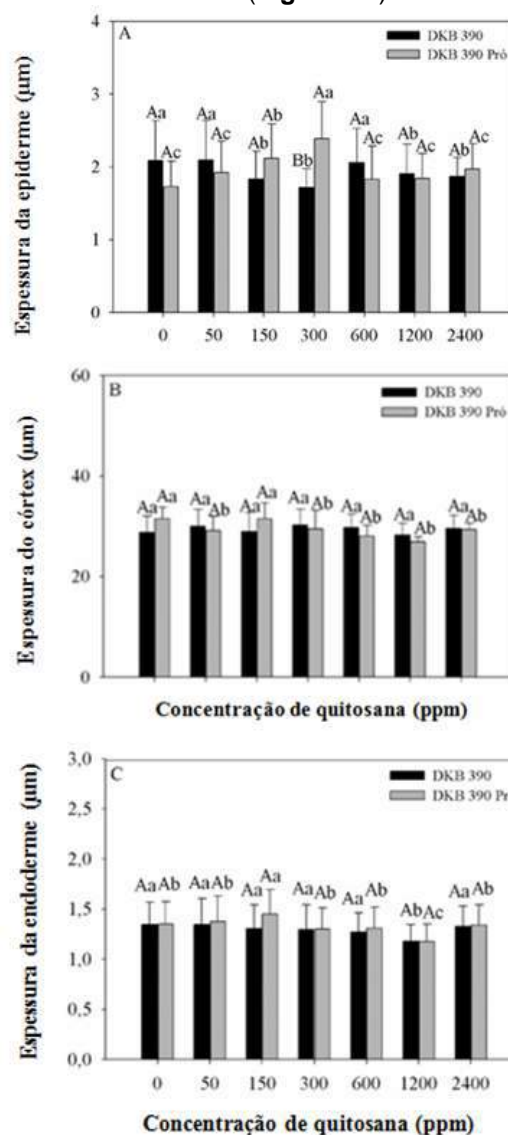 A
DKB 390
DKB 390 Pró
Espessura da epiderme (µm)
4
3
2
1
0
Aa Ac Aa Ac Ab Ab Bb Aa Aa Ac Ab Ac Ab Ac
0 50 150 300 600 1200 2400
B
DKB 390
DKB 390 Pró
Espessura do córtex (µm)
60
40
20
0
Aa Aa Aa Ab Aa Aa Aa Ab Aa Ab Aa Ab Aa Ab
Concentração de quitosana (ppm)
C
DKB 390
DKB 390 Pr
Espessura da endoderme (µm)
3,0
2,5
2,0
1,5
1,0
0,5
0,0
Aa Ab Aa Ab Aa Aa Aa Ab Aa Ab Ab Ac Aa Ab
0 50 150 300 600 1200 2400
Concentração de quitosana (ppm)